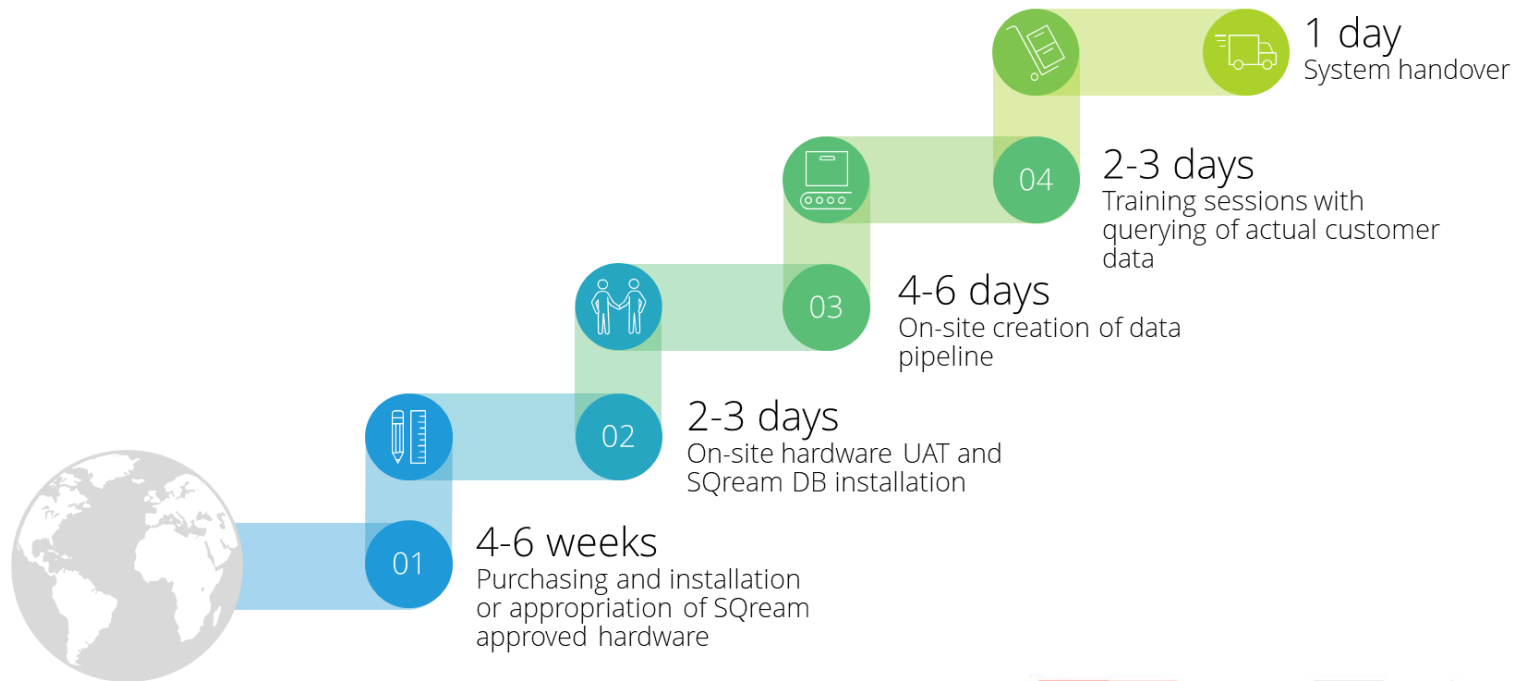 1 day
System handover
04
2-3 days
Training sessions with
querying of actual customer
data
03
4-6 days
On-site creation of data
pipeline
02
2-3 days
On-site hardware UAT and
SQream DB installation
01
4-6 weeks
Purchasing and installation
or appropriation of SQream
approved hardware